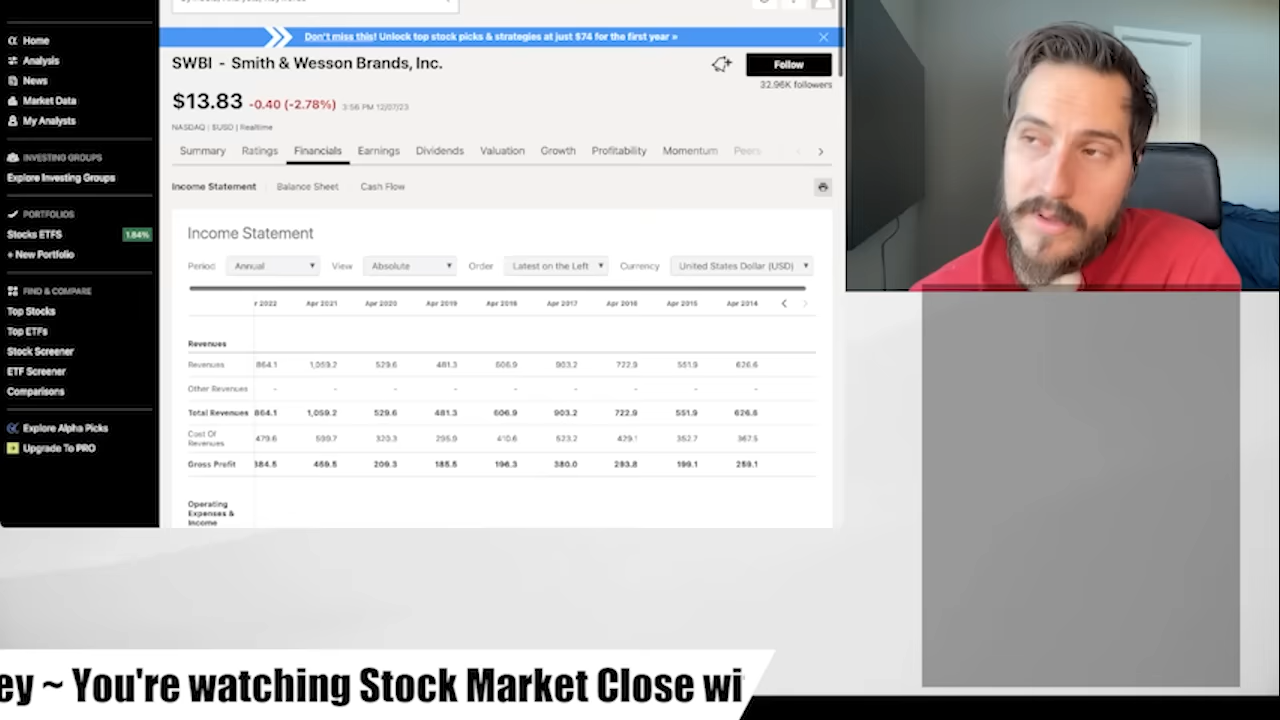 Home
Analysis
News
Market Data
My Analysts
INVESTING GROUPS
Explore Investing Groups
PORTFOLIOS
Stocks ETFS 1.84%
+ New Portfolio
FIND & COMPARE
Top Stocks
Top ETFs
Stock Screener
ETF Screener
Comparisons
Explore Alpha Picks
Upgrade To PRO
Don't miss this! Unlock top stock picks & strategies at just $74 for the first year »
SWBI - Smith & Wesson Brands, Inc.
Follow
32.96K followers
$13.83 -0.40 (-2.78%) 3:56 PM 12/07/23
NASDAQ | $USD | Realtime
Summary Ratings Financials Earnings Dividends Valuation Growth Profitability Momentum Peers
Income Statement Balance Sheet Cash Flow
Income Statement
Period Annual View Absolute Order Latest on the Left Currency United States Dollar (USD)
r 2022 Apr 2021 Apr 2020 Apr 2019 Apr 2018 Apr 2017 Apr 2016 Apr 2015 Apr 2014
Revenues
Revenues 864.1 1,059.2 529.6 481.3 606.9 903.2 722.9 551.9 626.6
Other Revenues - - - - - - - - -
Total Revenues 864.1 1,059.2 529.6 481.3 606.9 903.2 722.9 551.9 626.6
Cost Of
Revenues 479.6 320.3 295.9 410.6 523.2 429.1 352.7 367.5
Gross Profit 384.5 469.5 209.3 185.5 196.3 380.0 293.8 199.1 259.1
Operating
Expenses &
Income
ey ~ You're watching Stock Market Close wi